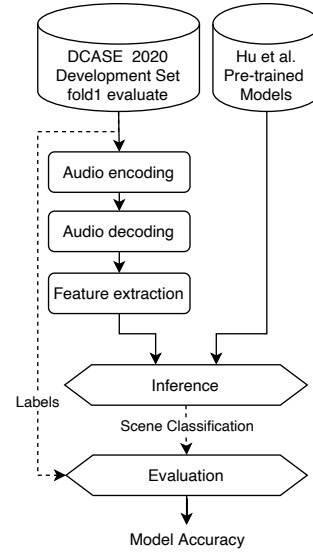 DCASE 2020
Development Set
fold1 evaluate
Hu et al.
Pre-trained
Models
Audio encoding
Audio decoding
Feature extraction
Inference
Labels
Scene Classification
Evaluation
Model Accuracy